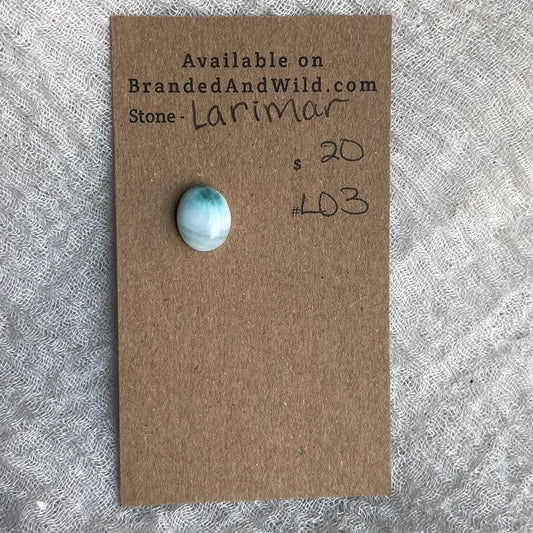 Available on
BrandedAndWild.com
Stone - Larimar
$ 20
#L03